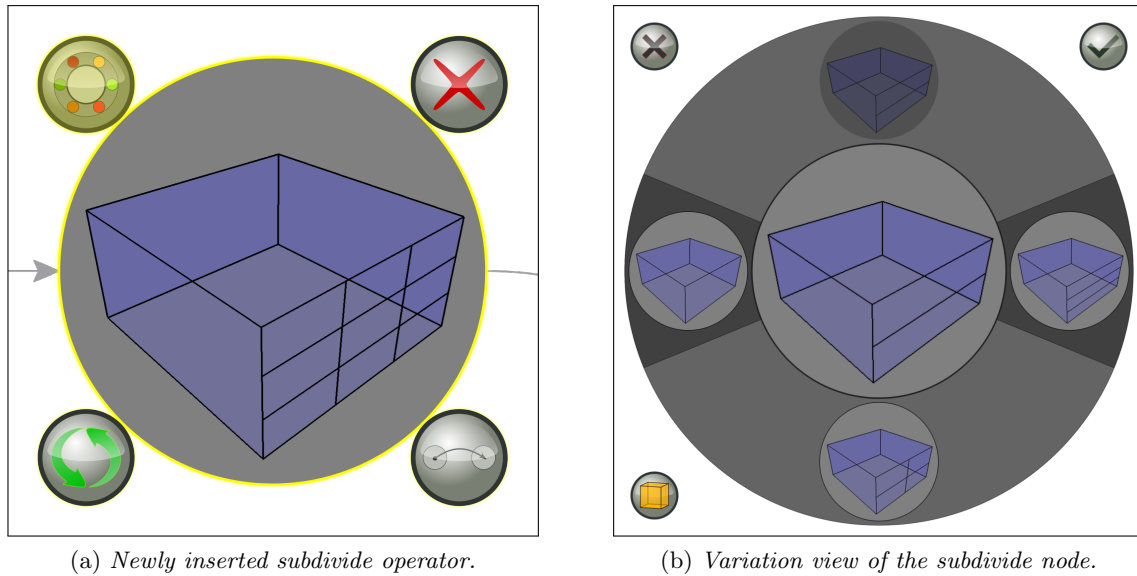 (a) Newly inserted subdivide operator.
(b) Variation view of the subdivide node.